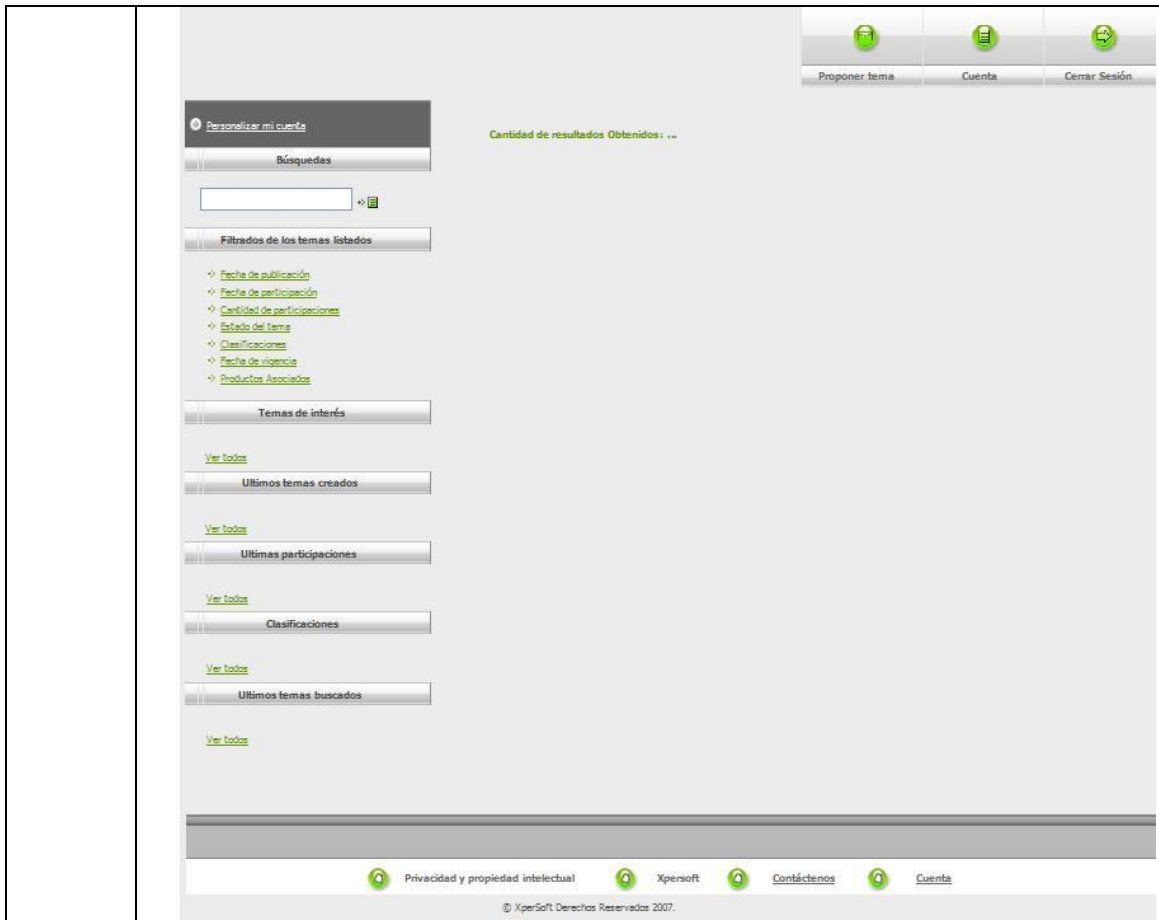 Proponer tema Cuenta Cerrar Sesión
Personalizar mi cuenta
Cantidad de resultados Obtenidos: ...
Búsquedas
Filtrados de los temas listados
Fecha de publicación
Fecha de participación
Cantidad de participaciones
Estado del tema
Clasificaciones
Fecha de vigencia
Productos Asociados
Temas de interés
Ver todos
Ultimos temas creados
Ver todos
Ultimas participaciones
Ver todos
Clasificaciones
Ver todos
Ultimos temas buscados
Ver todos
Privacidad y propiedad intelectual Xpersoft Contáctenos Cuenta
© XperSoft Derechos Reservados 2007.